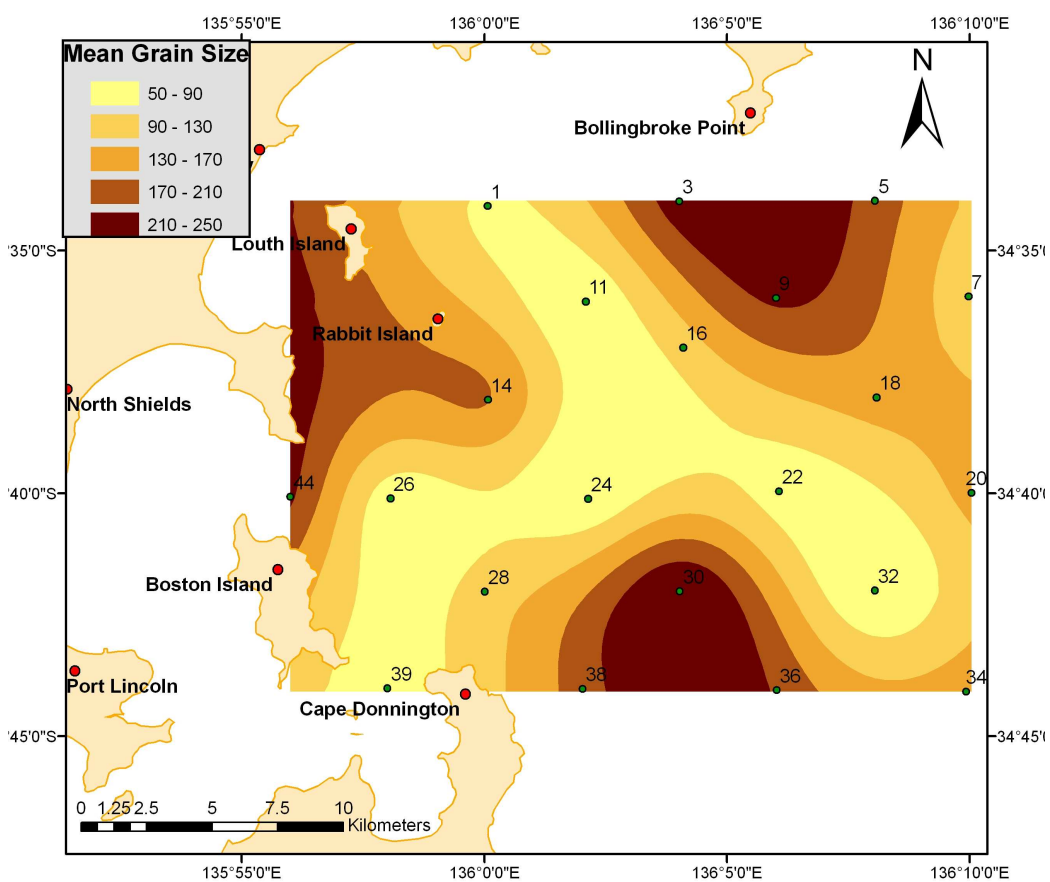 135°55'0"E 136°0'0"E 136°5'0"E 136°10'0"E
Mean Grain Size
50 - 90
90 - 130
130 - 170
170 - 210
210 - 250
N
Bollingbroke Point
1 3 5
Louth Island
'35'0"S 34°35'
7
9
11
Rabbit Island
16
14 18
North Shields
44 26 24 22 20
'40'0"S 34°40'
Boston Island
28 30 32
39 38 36 34
Port Lincoln
Cape Donnington
'45'0"S 34°45'
0 1.25 2.5 5 7.5 10
Kilometers
135°55'0"E 136°0'0"E 136°5'0"E 136°10'0"E